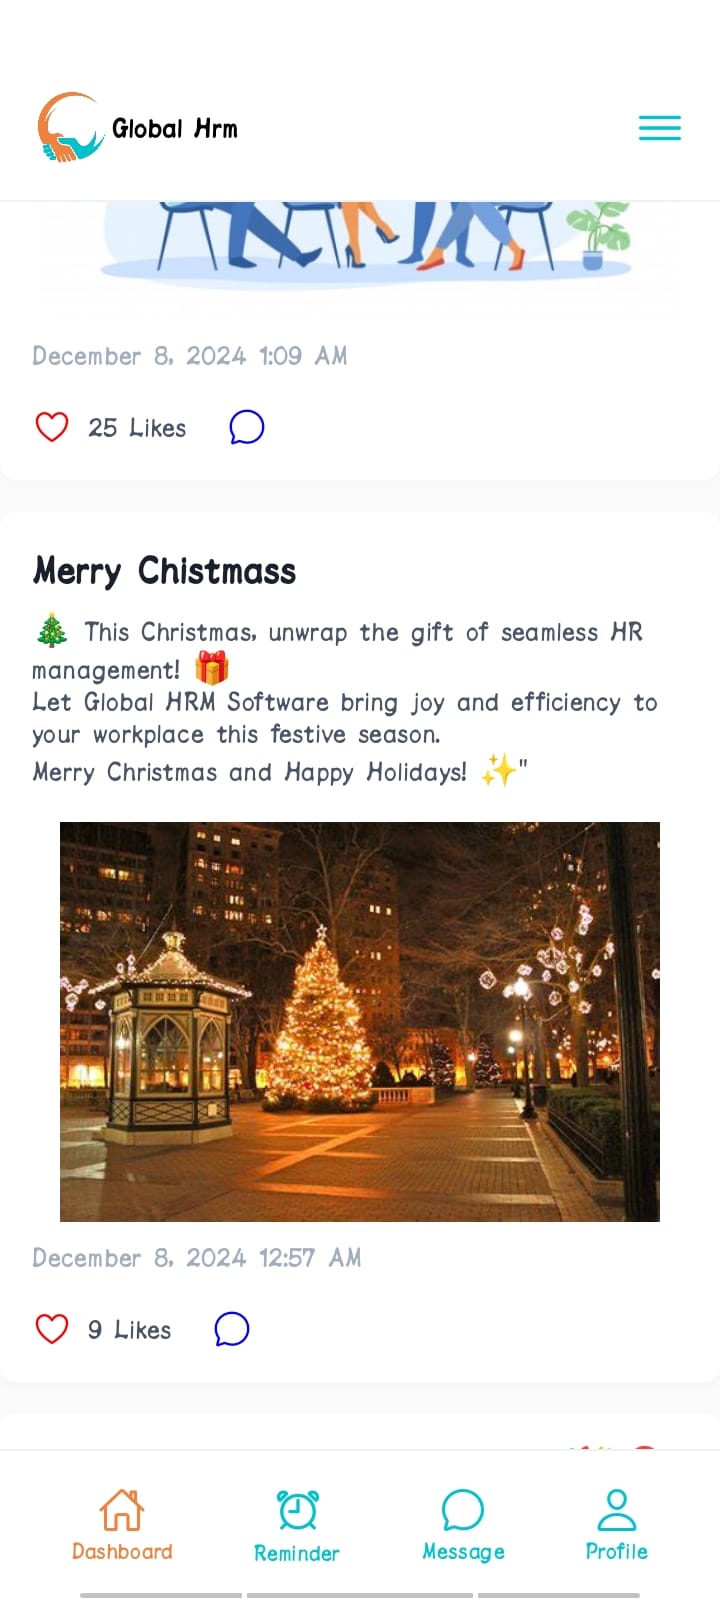 Global Hrm
December 8, 2024 1:09 AM
25 Likes
Merry Chistmass
🎄 This Christmas, unwrap the gift of seamless HR
management! 🎁
Let Global HRM Software bring joy and efficiency to
your workplace this festive season.
Merry Christmas and Happy Holidays! ✨"
December 8, 2024 12:57 AM
9 Likes
Dashboard
Reminder
Message
Profile